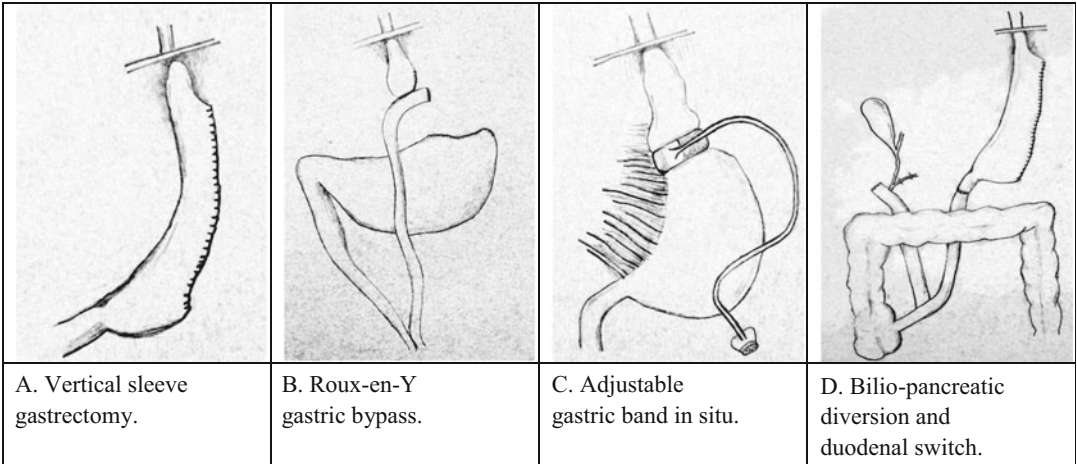 A. Vertical sleeve
gastrectomy.
B. Roux-en-Y
gastric bypass.
C. Adjustable
gastric band in situ.
D. Bilio-pancreatic
diversion and
duodenal switch.